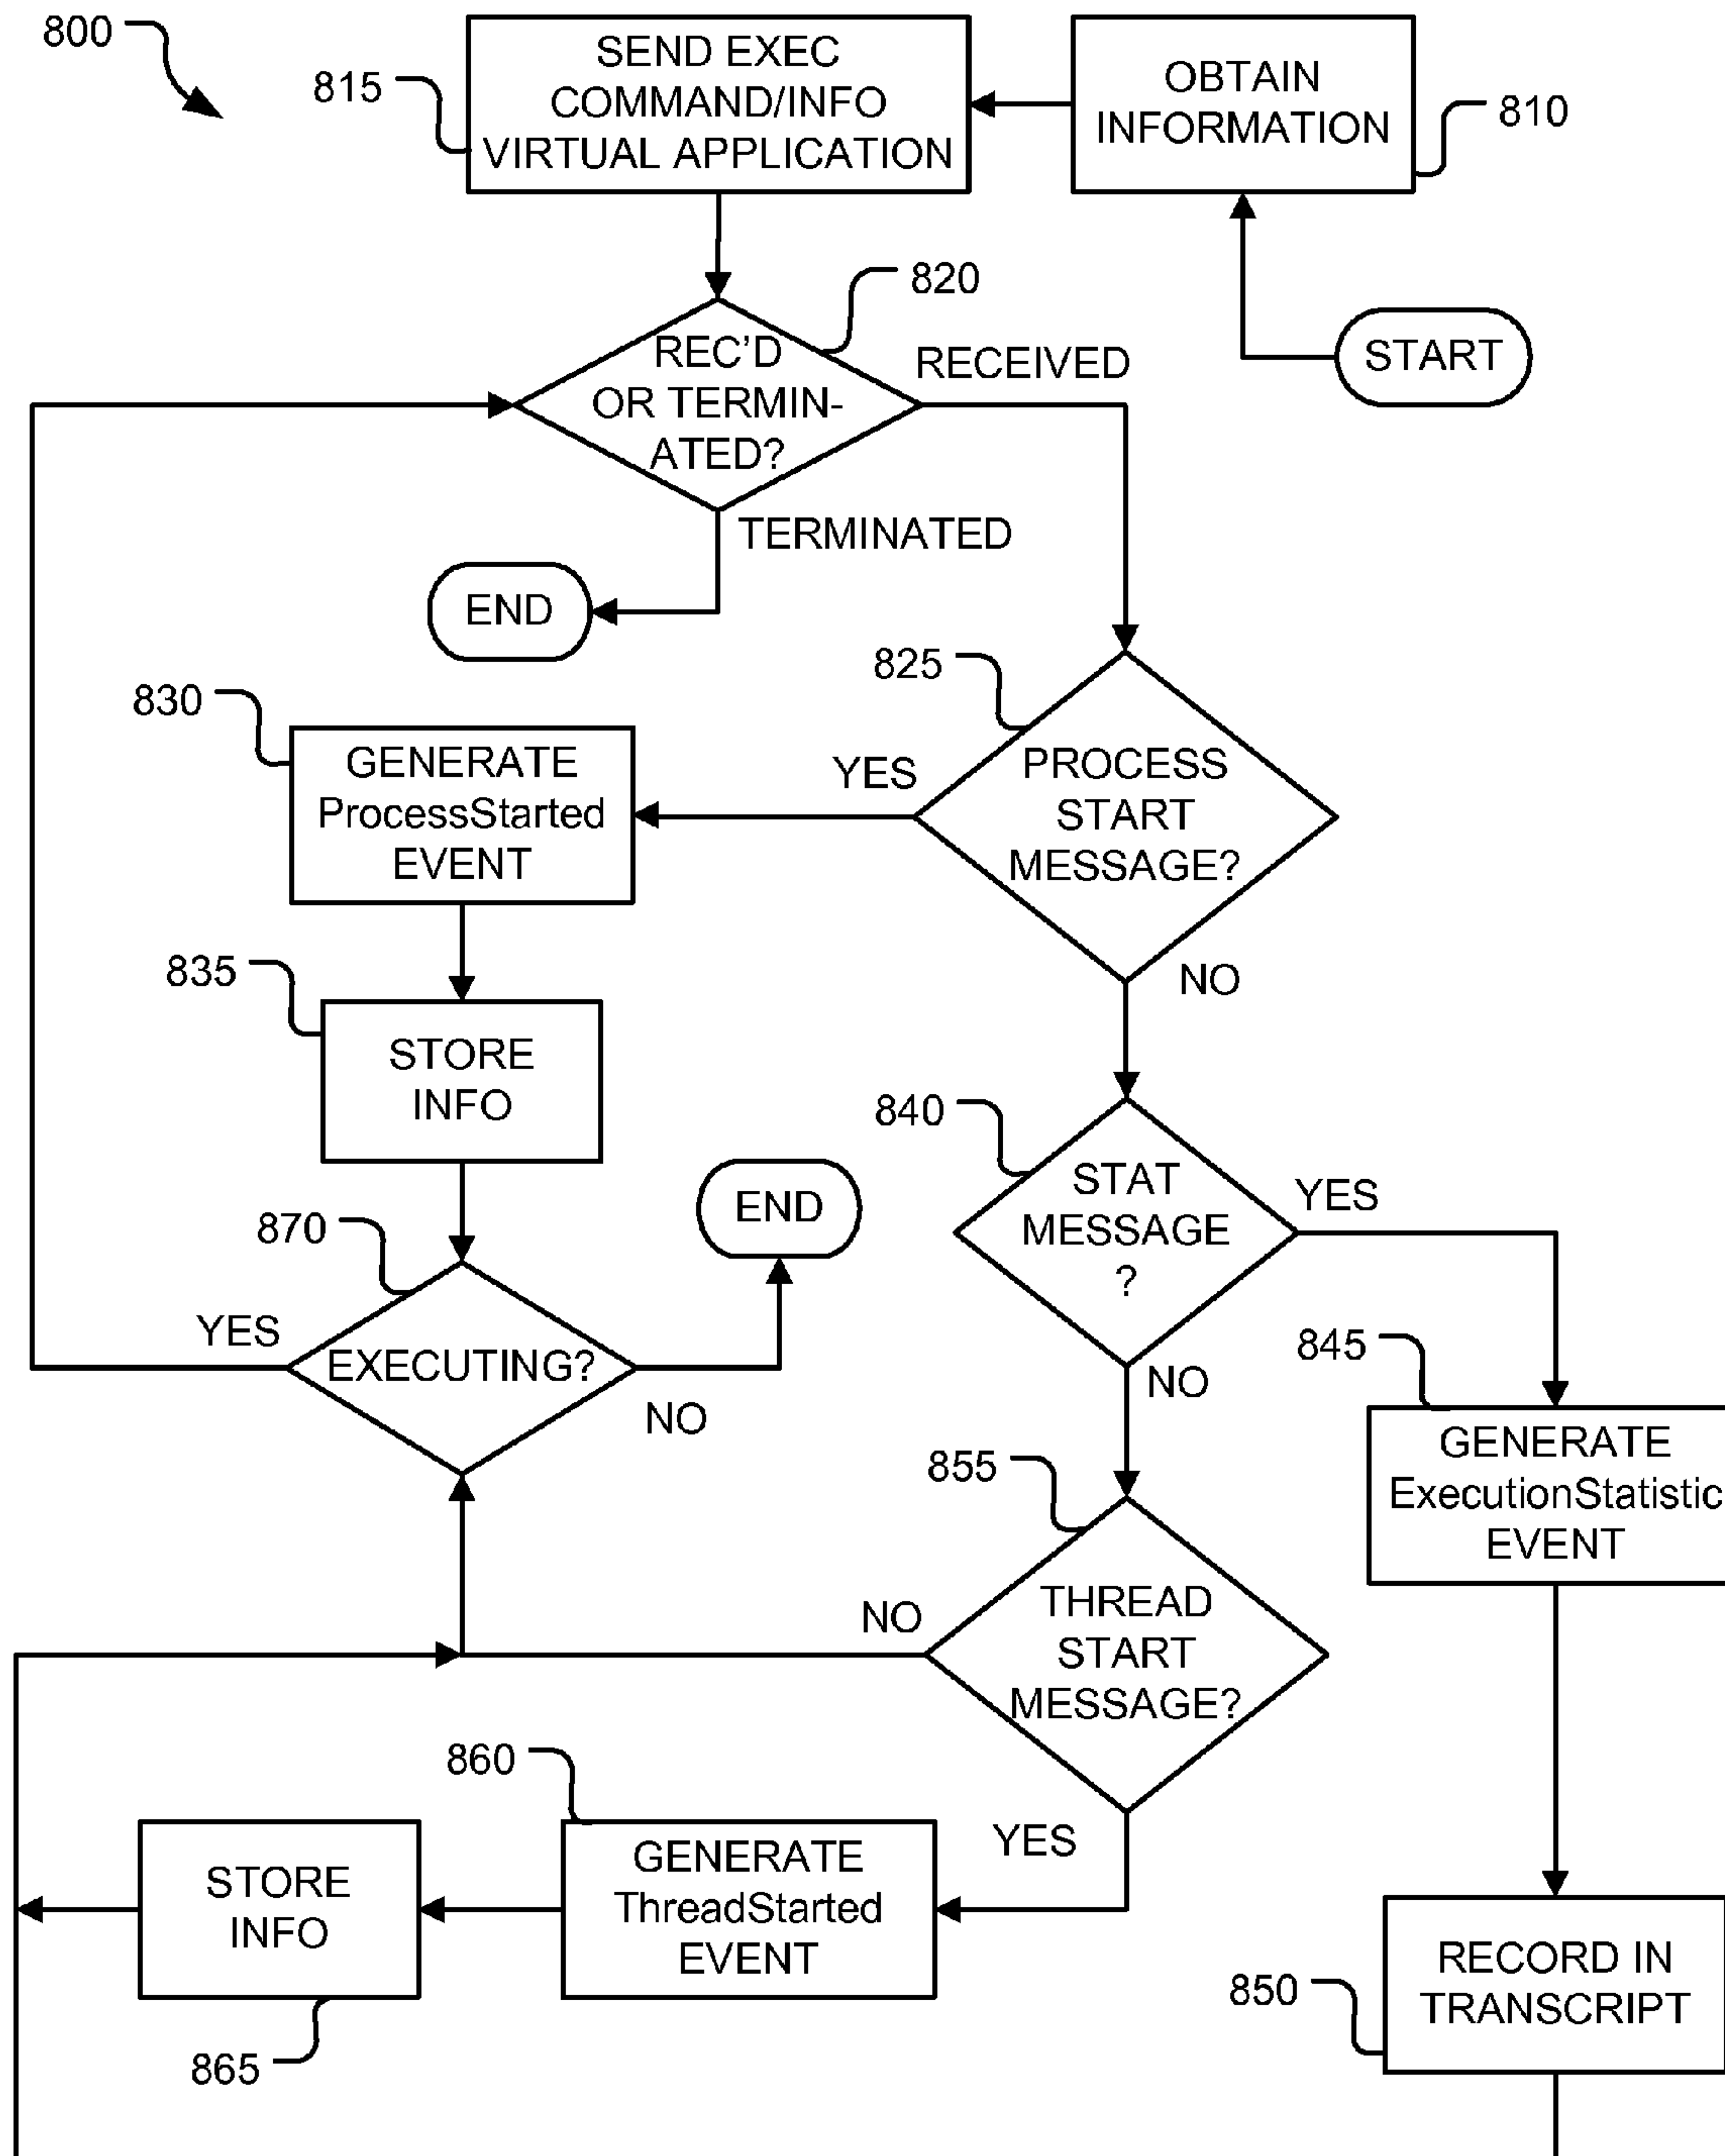 800
815
SEND EXEC
COMMAND/INFO
VIRTUAL APPLICATION
OBTAIN
INFORMATION
810
START
820
REC'D
OR TERMIN-
ATED?
RECEIVED
TERMINATED
END
825
PROCESS
START
MESSAGE?
YES
NO
830
GENERATE
ProcessStarted
EVENT
835
STORE
INFO
840
STAT
MESSAGE
?
YES
NO
END
870
EXECUTING?
YES
NO
845
GENERATE
ExecutionStatistic
EVENT
855
THREAD
START
MESSAGE?
NO
YES
860
GENERATE
ThreadStarted
EVENT
STORE
INFO
865
850
RECORD IN
TRANSCRIPT